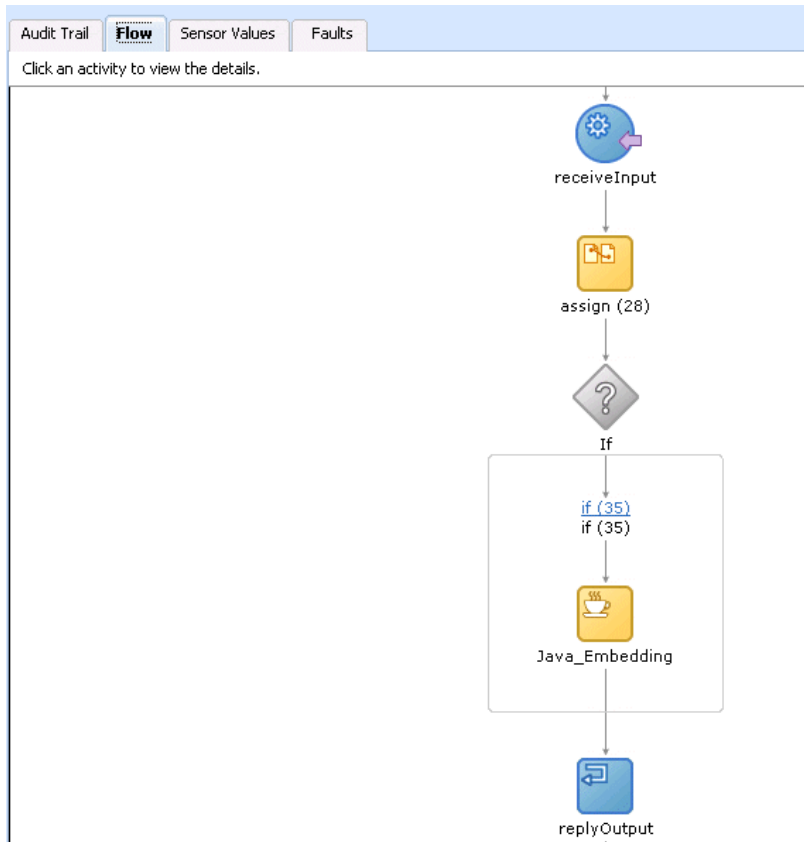 Audit Trail Flow Sensor Values Faults
Click an activity to view the details.
receiveInput
assign (28)
?
If
if (35)
if (35)
Java_Embedding
replyOutput